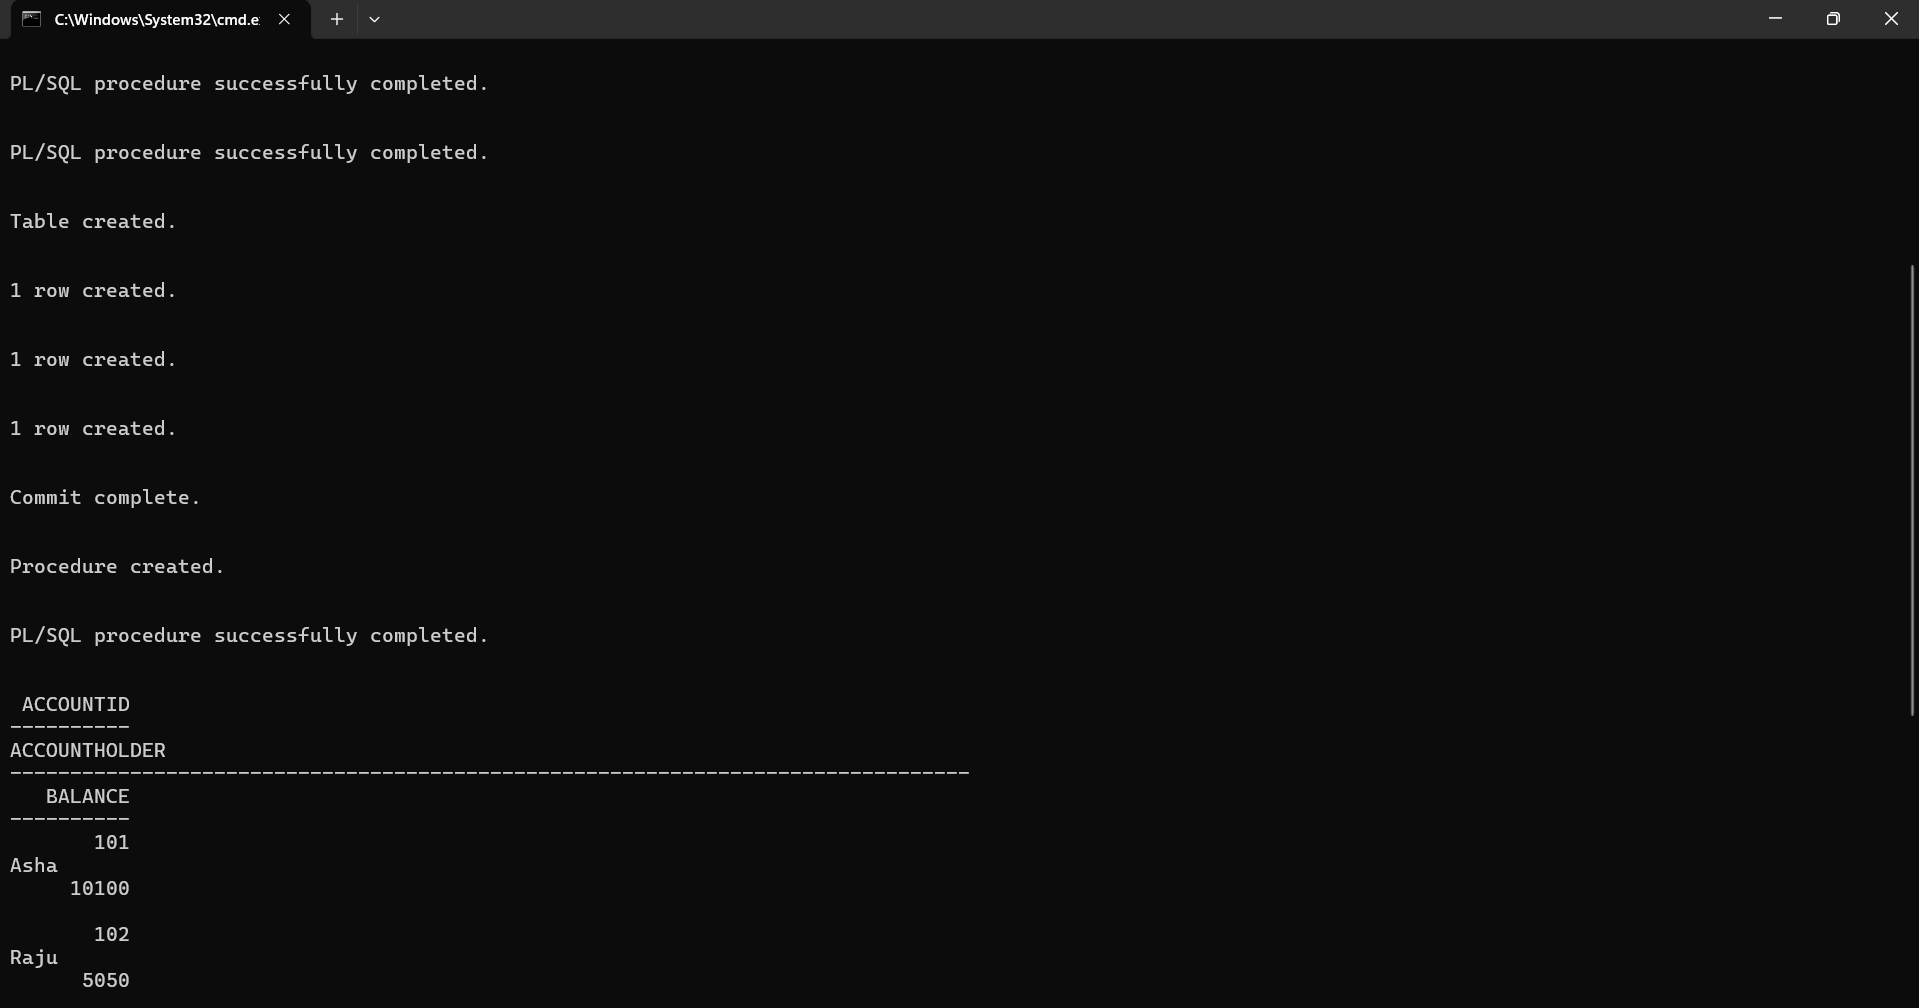 C:\Windows\System32\cmd.e
PL/SQL procedure successfully completed.
PL/SQL procedure successfully completed.
Table created.
1 row created.
1 row created.
1 row created.
Commit complete.
Procedure created.
PL/SQL procedure successfully completed.
ACCOUNTID
----------
ACCOUNTHOLDER
--------------------------------------------------------------------------------
BALANCE
----------
101
Asha
10100
102
Raju
5050